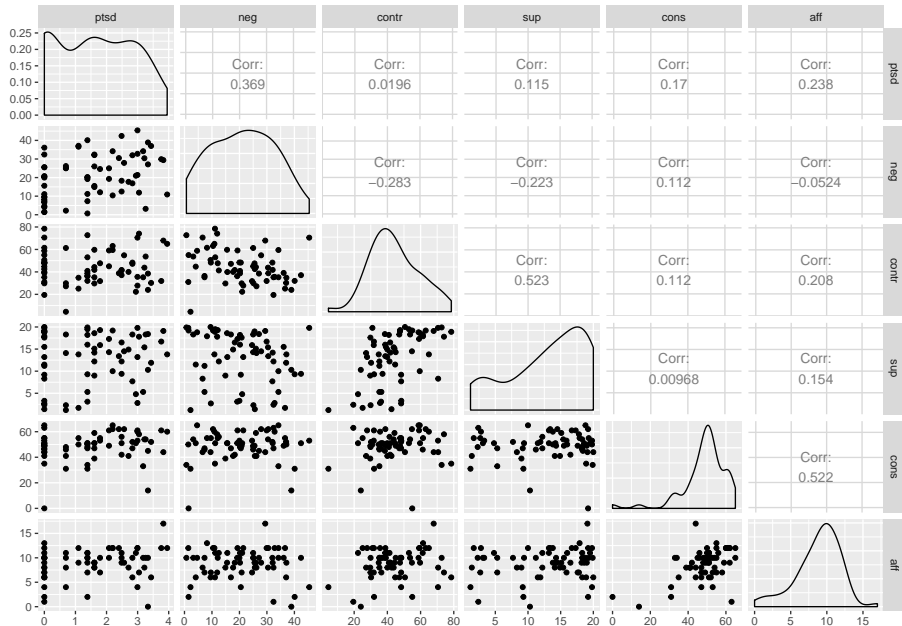 ptsd neg contr sup cons aff
0.25
0.20
0.15
0.10
0.05
0.00
Corr: Corr: Corr: Corr: Corr:
0.369 0.0196 0.115 0.17 0.238
ptsd
40
30
20
10
0
Corr: Corr: Corr: Corr:
−0.283 −0.223 0.112 −0.0524
neg
80
60
40
20
Corr: Corr: Corr:
0.523 0.112 0.208
contr
20
15
10
5
Corr: Corr:
0.00968 0.154
sup
60
40
20
0
Corr:
0.522
cons
15
10
5
0
aff
0 1 2 3 4 0 10 20 30 40 0 20 40 60 80 5 10 15 20 0 20 40 60 0 5 10 15